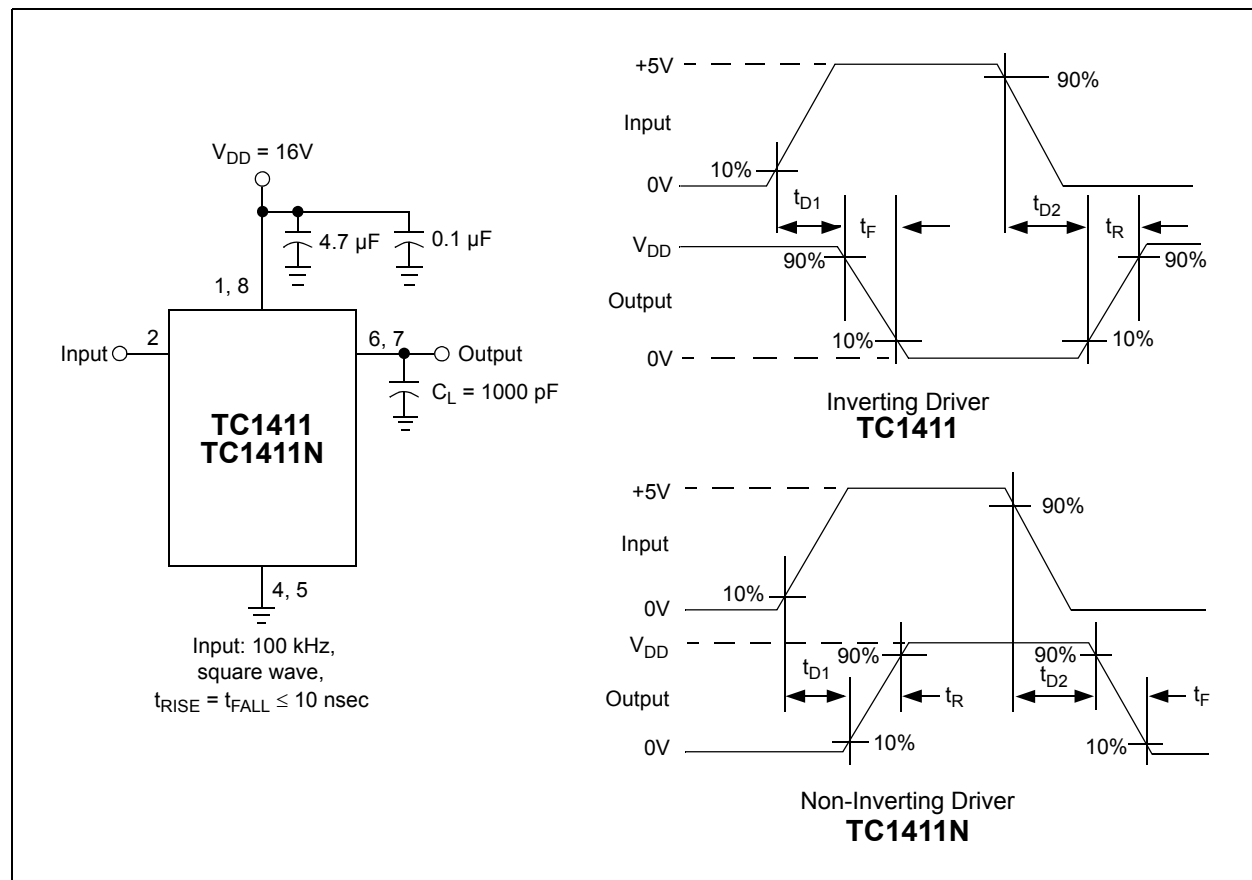 V_DD = 16V
4.7 µF
0.1 µF
1, 8
Input
2
6, 7
Output
C_L = 1000 pF
TC1411
TC1411N
4, 5
Input: 100 kHz,
square wave,
t_RISE = t_FALL ≤ 10 nsec
+5V
90%
Input
10%
0V
t_D1
t_D2
t_F
t_R
V_DD
90%
90%
Output
10%
10%
0V
Inverting Driver
TC1411
+5V
90%
Input
10%
0V
V_DD
90%
90%
t_D1
t_D2
t_R
t_F
Output
10%
10%
0V
Non-Inverting Driver
TC1411N